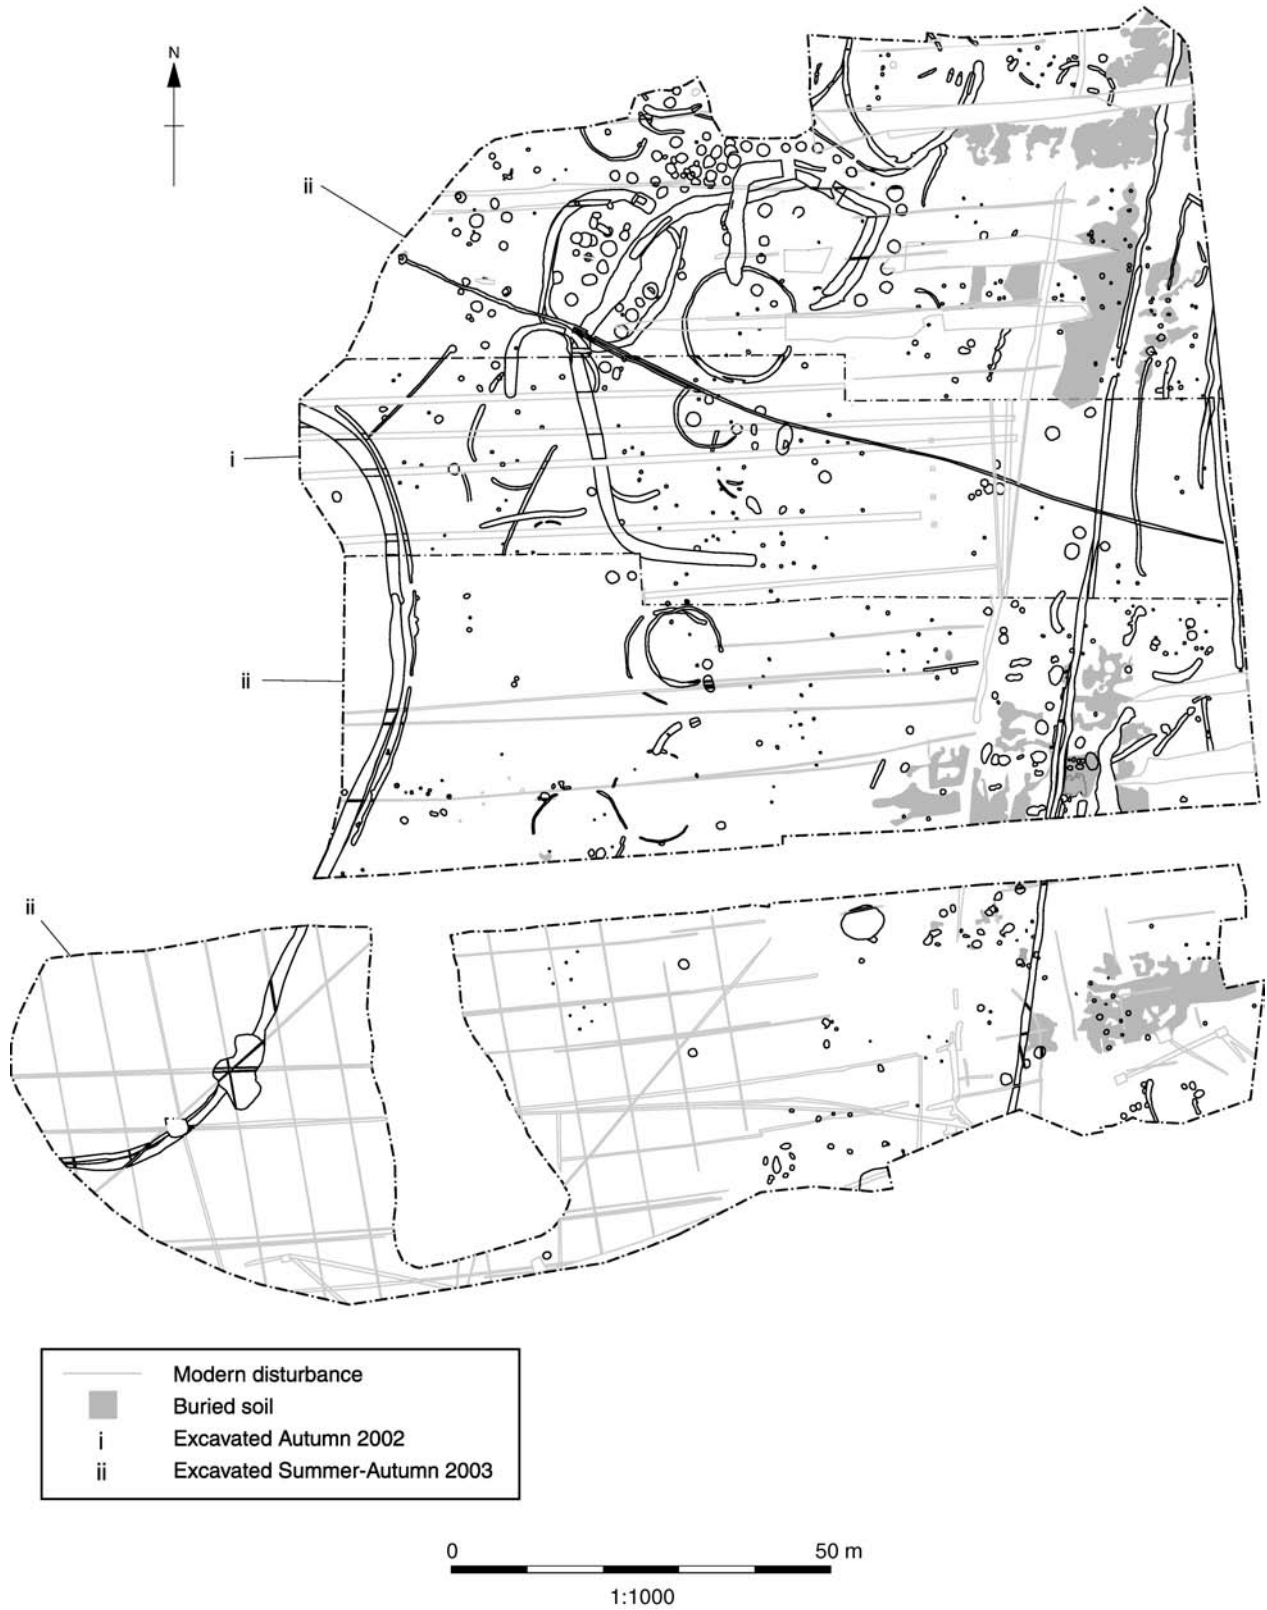 N
ii
i
ii
ii
Modern disturbance
Buried soil
i Excavated Autumn 2002
ii Excavated Summer-Autumn 2003
0 50 m
1:1000